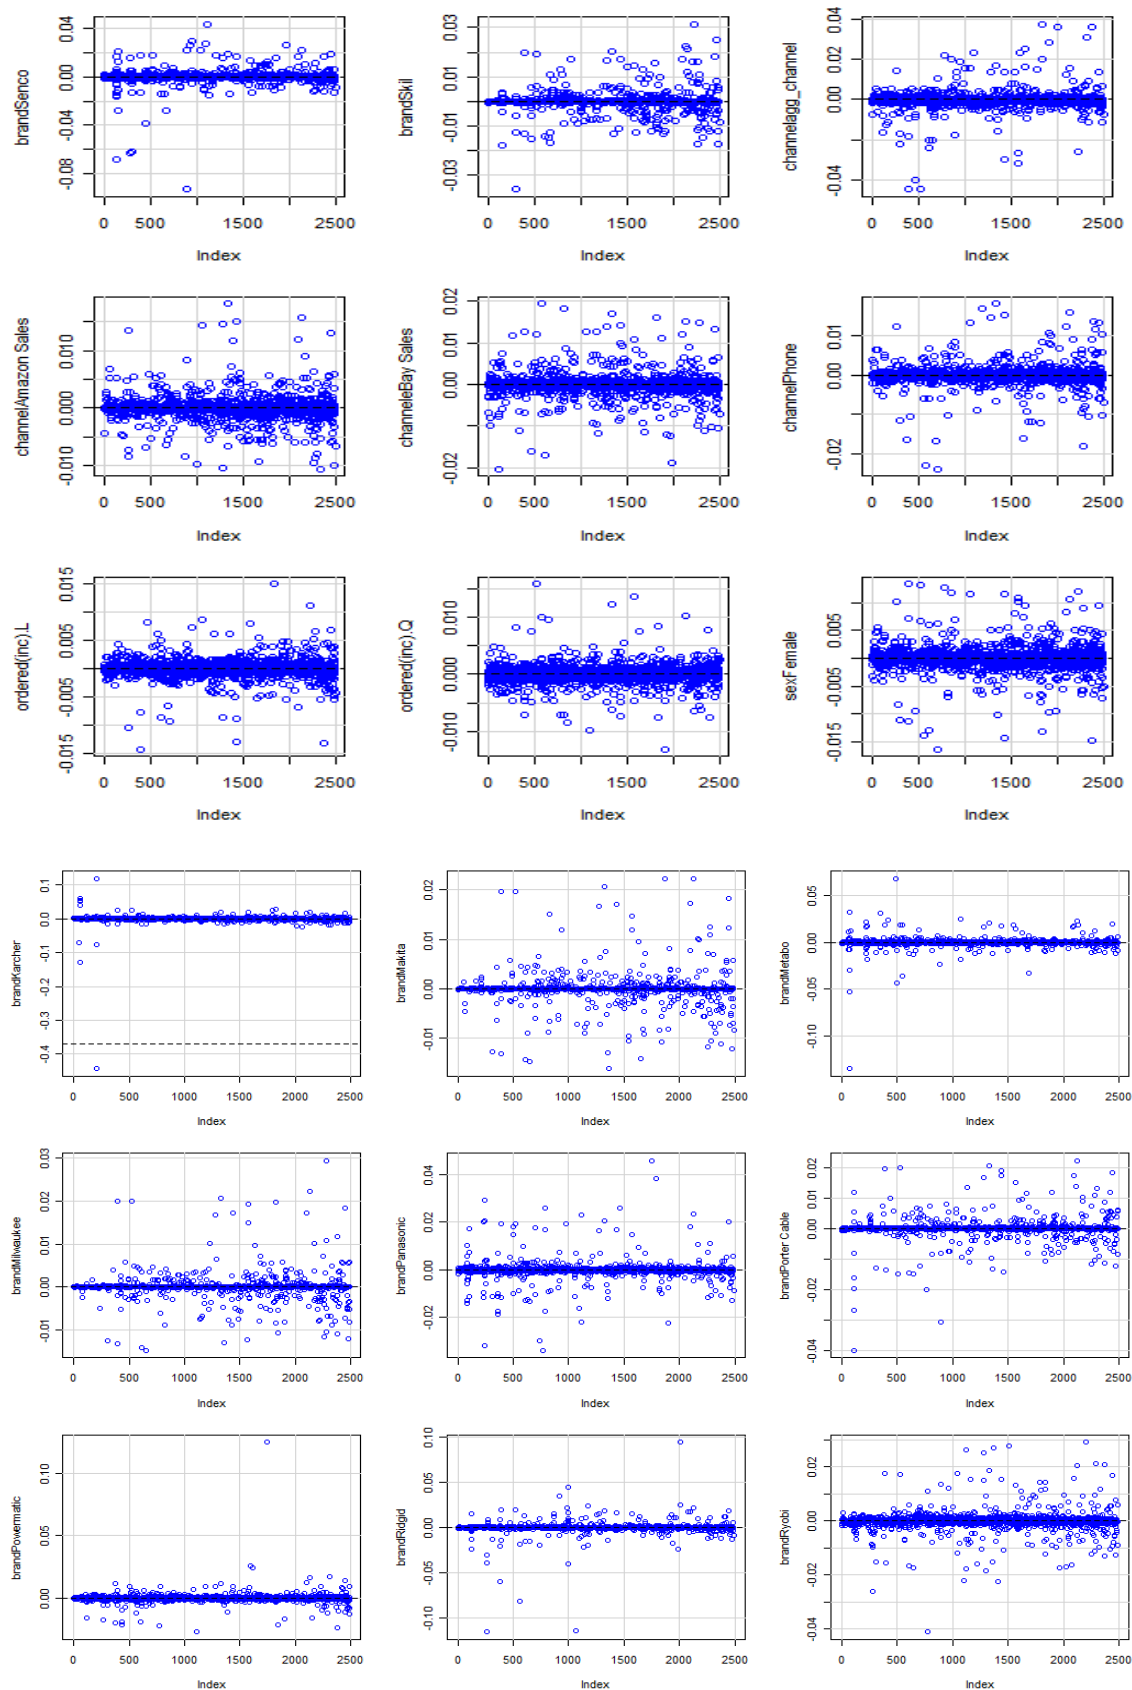 brandSenco
0.04
0.00
-0.04
-0.08
0 500 1500 2500
Index
brandSkil
0.03
0.01
-0.01
-0.03
0 500 1500 2500
Index
channelagg_channel
0.04
0.02
0.00
-0.04
0 500 1500 2500
Index
channelAmazon Sales
0.010
0.000
-0.010
0 500 1500 2500
Index
channeleBay Sales
0.02
0.01
0.00
-0.02
0 500 1500 2500
Index
channelPhone
0.01
0.00
-0.02
0 500 1500 2500
Index
ordered(inc).L
0.015
0.005
-0.005
-0.015
0 500 1500 2500
Index
ordered(inc).Q
0.010
0.000
-0.010
0 500 1500 2500
Index
sexFemale
0.005
-0.005
-0.015
0 500 1500 2500
Index
brandKarcher
0.1
0.0
-0.1
-0.2
-0.3
-0.4
0 500 1000 1500 2000 2500
Index
brandMakita
0.02
0.01
0.00
-0.01
0 500 1000 1500 2000 2500
Index
brandMetabo
0.05
0.00
-0.05
-0.10
0 500 1000 1500 2000 2500
Index
brandMilwaukee
0.03
0.02
0.01
0.00
-0.01
0 500 1000 1500 2000 2500
Index
brandPanasonic
0.04
0.02
0.00
-0.02
0 500 1000 1500 2000 2500
Index
brandPorter Cable
0.02
0.01
0.00
-0.02
-0.04
0 500 1000 1500 2000 2500
Index
brandPowermatic
0.10
0.05
0.00
0 500 1000 1500 2000 2500
Index
brandRidgid
0.10
0.05
0.00
-0.05
-0.10
0 500 1000 1500 2000 2500
Index
brandRyobi
0.02
0.00
-0.02
-0.04
0 500 1000 1500 2000 2500
Index